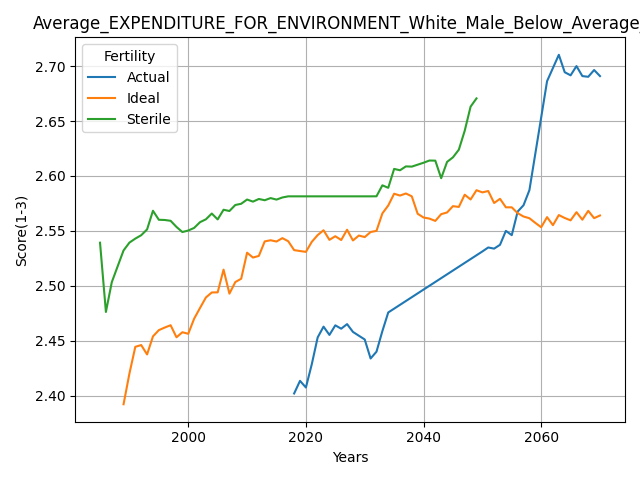 Average_EXPENDITURE_FOR_ENVIRONMENT_White_Male_Below_Average_
Fertility
Actual
Ideal
Sterile
Score(1-3)
2.70
2.65
2.60
2.55
2.50
2.45
2.40
2000
2020
2040
2060
Years